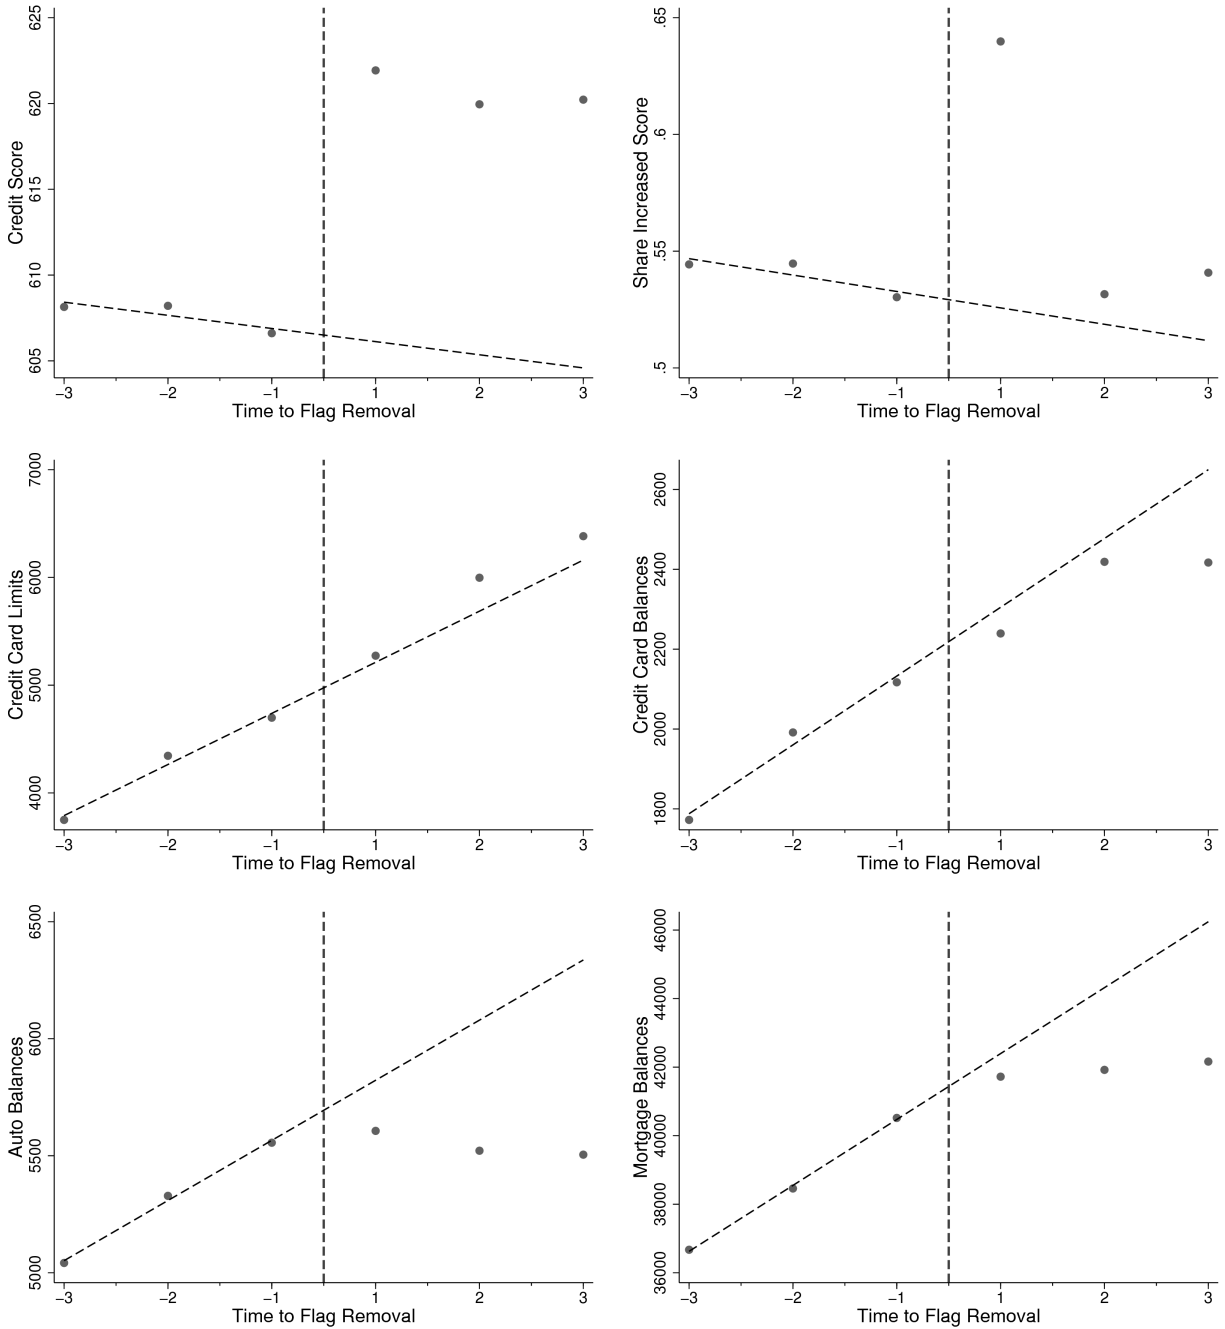 Credit Score
625
620
615
610
605
−3 −2 −1 1 2 3
Time to Flag Removal
Share Increased Score
.65
.6
.55
.5
−3 −2 −1 1 2 3
Time to Flag Removal
Credit Card Limits
7000
6000
5000
4000
−3 −2 −1 1 2 3
Time to Flag Removal
Credit Card Balances
2600
2400
2200
2000
1800
−3 −2 −1 1 2 3
Time to Flag Removal
Auto Balances
6500
6000
5500
5000
−3 −2 −1 1 2 3
Time to Flag Removal
Mortgage Balances
46000
44000
42000
40000
38000
36000
−3 −2 −1 1 2 3
Time to Flag Removal